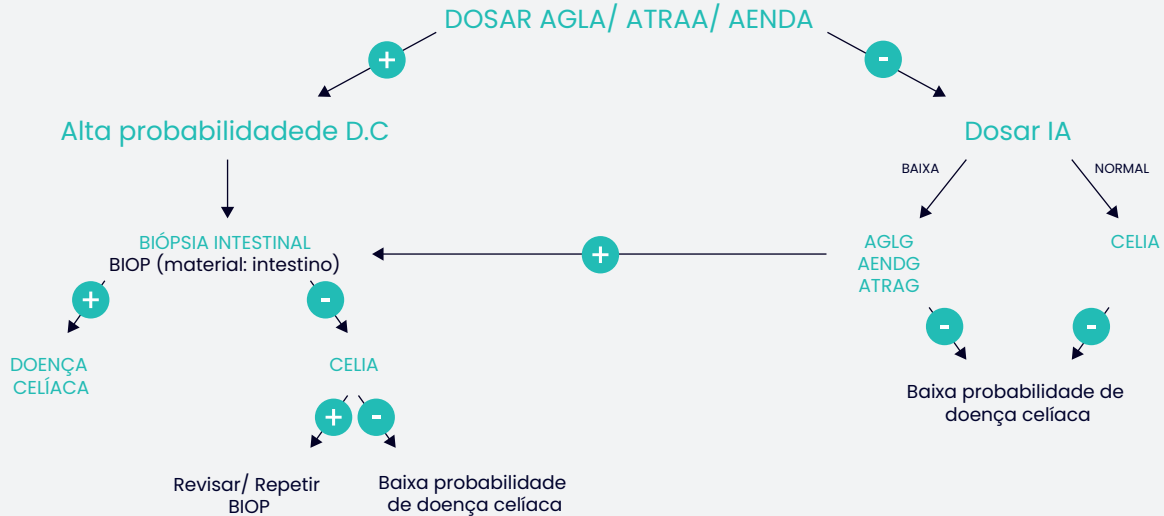 DOSAR AGLA/ ATRAA/ AENDA
+
-
Alta probabilidadede D.C
Dosar IA
BAIXA
NORMAL
BIÓPSIA INTESTINAL
BIOP (material: intestino)
+
AGLG
AENDG
ATRAG
CELIA
+
-
-
-
DOENÇA
CELÍACA
CELIA
Baixa probabilidade de
doença celíaca
+
-
Revisar/ Repetir
BIOP
Baixa probabilidade
de doença celíaca